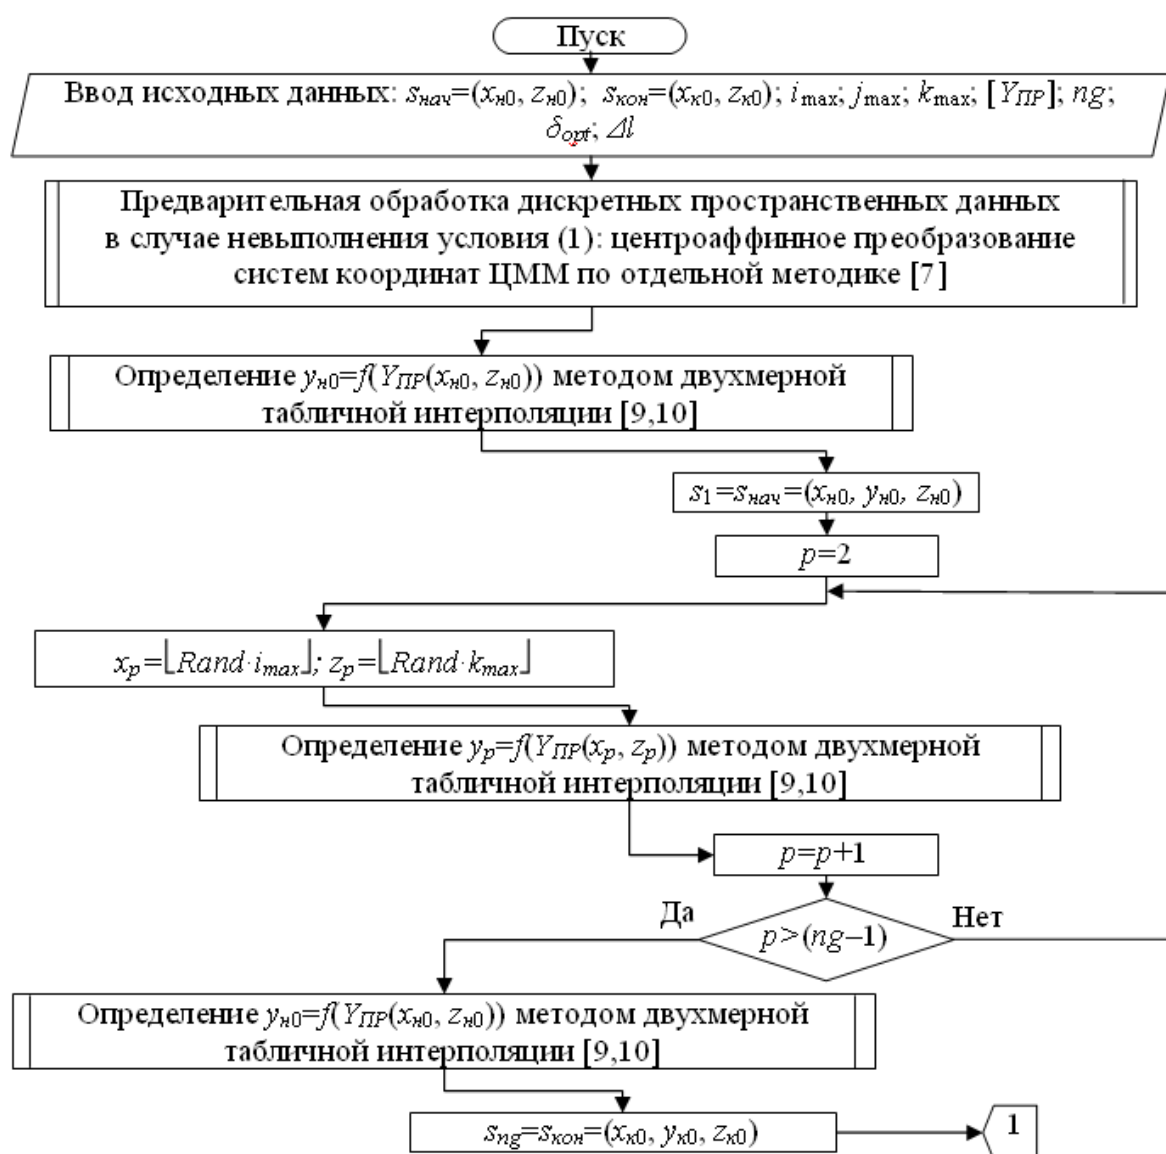 Пуск
Ввод исходных данных: sнач=(xн0, zн0); sкон=(xк0, zк0); imax; jmax; kmax; [YПР]; ng;
δopt; Δl
Предварительная обработка дискретных пространственных данных
в случае невыполнения условия (1): центроаффинное преобразование
систем координат ЦММ по отдельной методике [7]
Определение yн0=f(YПР(xн0, zн0)) методом двухмерной
табличной интерполяции [9,10]
s1=sнач=(xн0, yн0, zн0)
p=2
xp=⌊Rand·imax⌋; zp=⌊Rand·kmax⌋
Определение yp=f(YПР(xp, zp)) методом двухмерной
табличной интерполяции [9,10]
p=p+1
Да
Нет
p>(ng–1)
Определение yн0=f(YПР(xн0, zн0)) методом двухмерной
табличной интерполяции [9,10]
sng=sкон=(xк0, yк0, zк0)
1